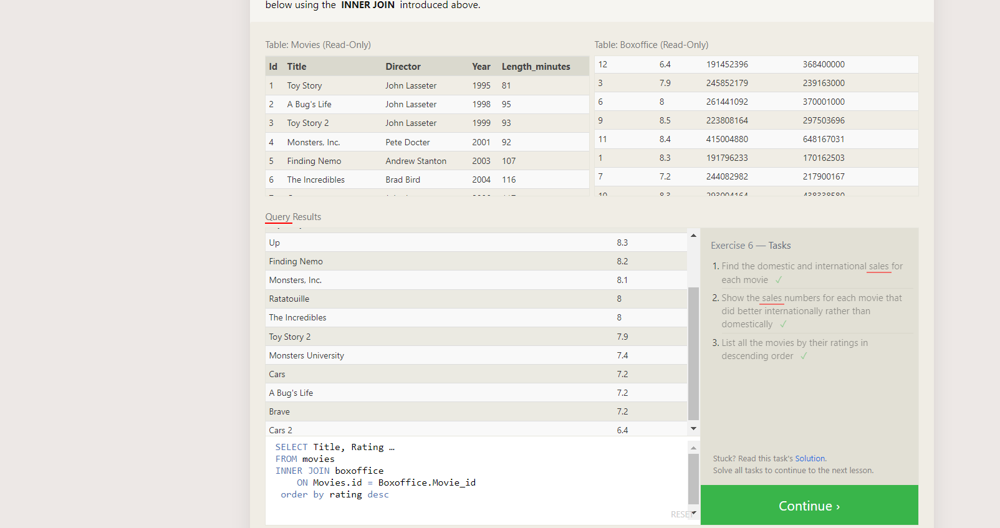 below using the INNER JOIN introduced above.
Table: Movies (Read-Only)
Id Title Director Year Length_minutes
1 Toy Story John Lasseter 1995 81
2 A Bug's Life John Lasseter 1998 95
3 Toy Story 2 John Lasseter 1999 93
4 Monsters, Inc. Pete Docter 2001 92
5 Finding Nemo Andrew Stanton 2003 107
6 The Incredibles Brad Bird 2004 116
Table: Boxoffice (Read-Only)
12 6.4 191452396 368400000
3 7.9 245852179 239163000
6 8 261441092 370001000
9 8.5 223808164 297503696
11 8.4 415004880 648167031
1 8.3 191796233 170162503
7 7.2 244082982 217900167
10 8.3 293004164 438338580
Query Results
Up 8.3
Finding Nemo 8.2
Monsters, Inc. 8.1
Ratatouille 8
The Incredibles 8
Toy Story 2 7.9
Monsters University 7.4
Cars 7.2
A Bug's Life 7.2
Brave 7.2
Cars 2 6.4
SELECT Title, Rating …
FROM movies
INNER JOIN boxoffice
ON Movies.id = Boxoffice.Movie_id
order by rating desc
RESET
Exercise 6 — Tasks
1. Find the domestic and international sales for
each movie ✓
2. Show the sales numbers for each movie that
did better internationally rather than
domestically ✓
3. List all the movies by their ratings in
descending order ✓
Stuck? Read this task's Solution.
Solve all tasks to continue to the next lesson.
Continue ›